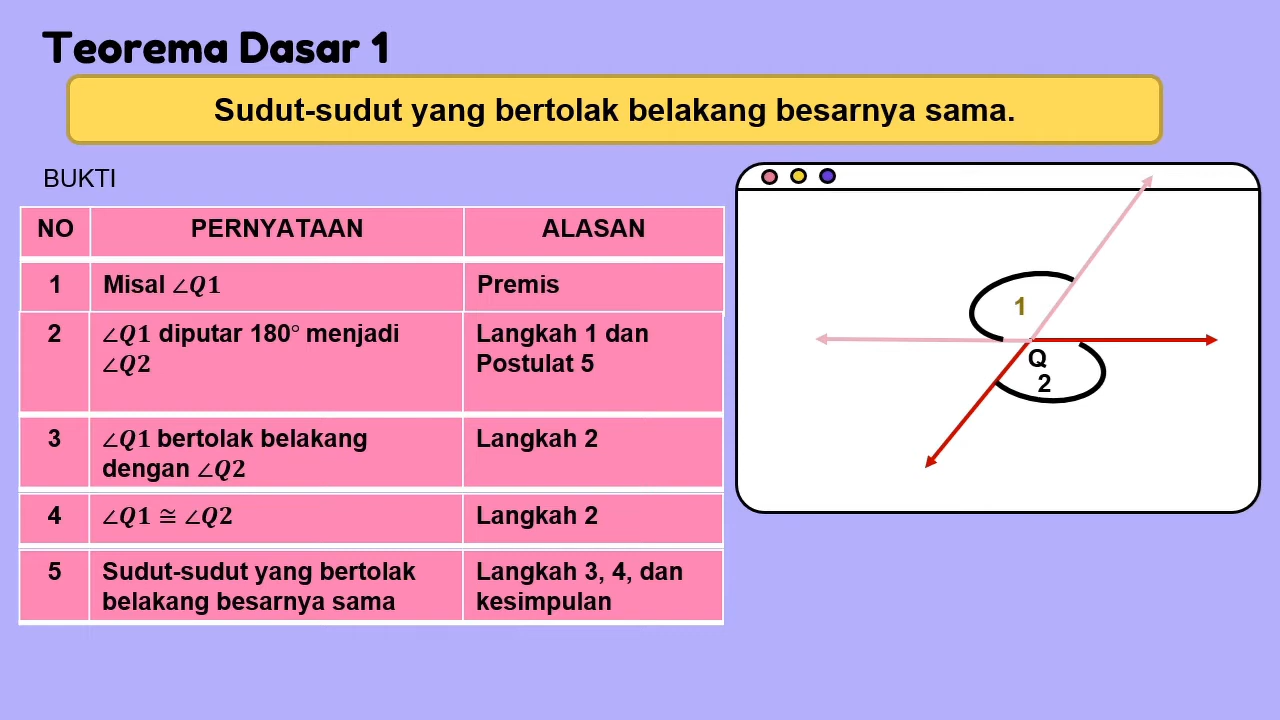 Teorema Dasar 1
Sudut-sudut yang bertolak belakang besarnya sama.
BUKTI
NO PERNYATAAN ALASAN
1 Misal ∠Q1 Premis
2 ∠Q1 diputar 180° menjadi Langkah 1 dan
∠Q2 Postulat 5
3 ∠Q1 bertolak belakang Langkah 2
dengan ∠Q2
4 ∠Q1 ≅ ∠Q2 Langkah 2
5 Sudut-sudut yang bertolak Langkah 3, 4, dan
belakang besarnya sama kesimpulan
1
Q
2